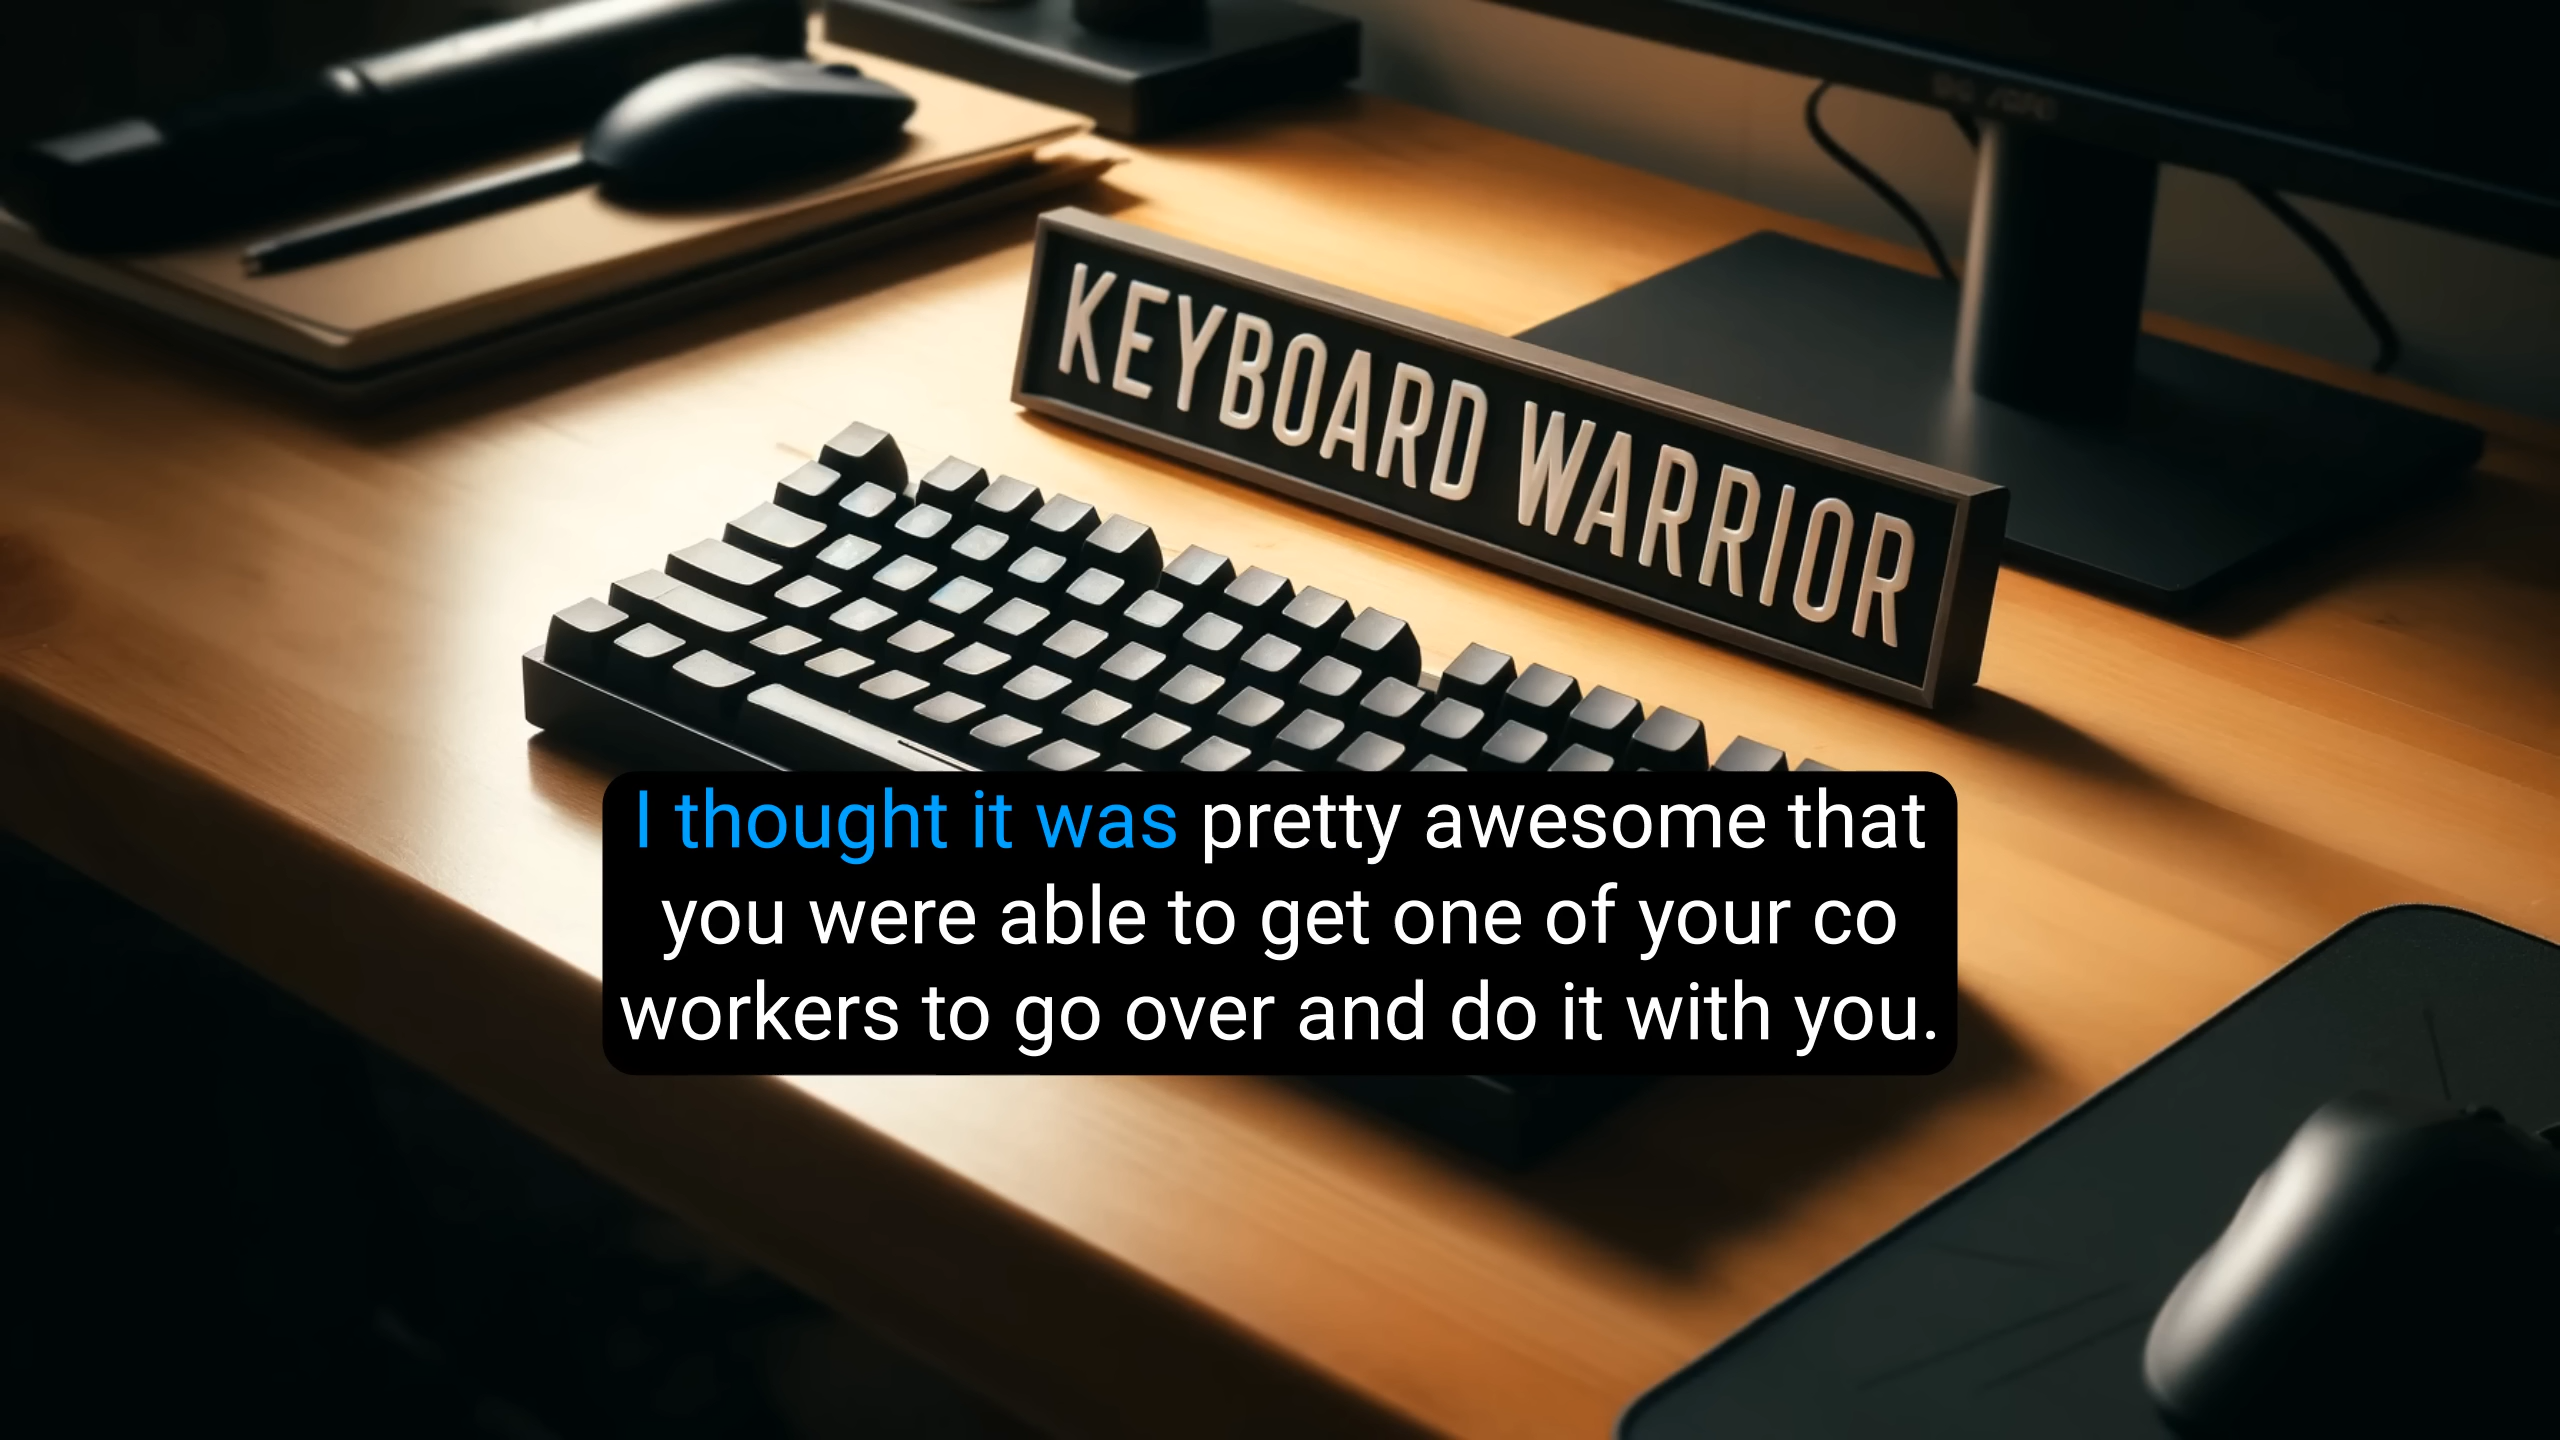 KEYBOARD WARRIOR
I thought it was pretty awesome that
you were able to get one of your co
workers to go over and do it with you.